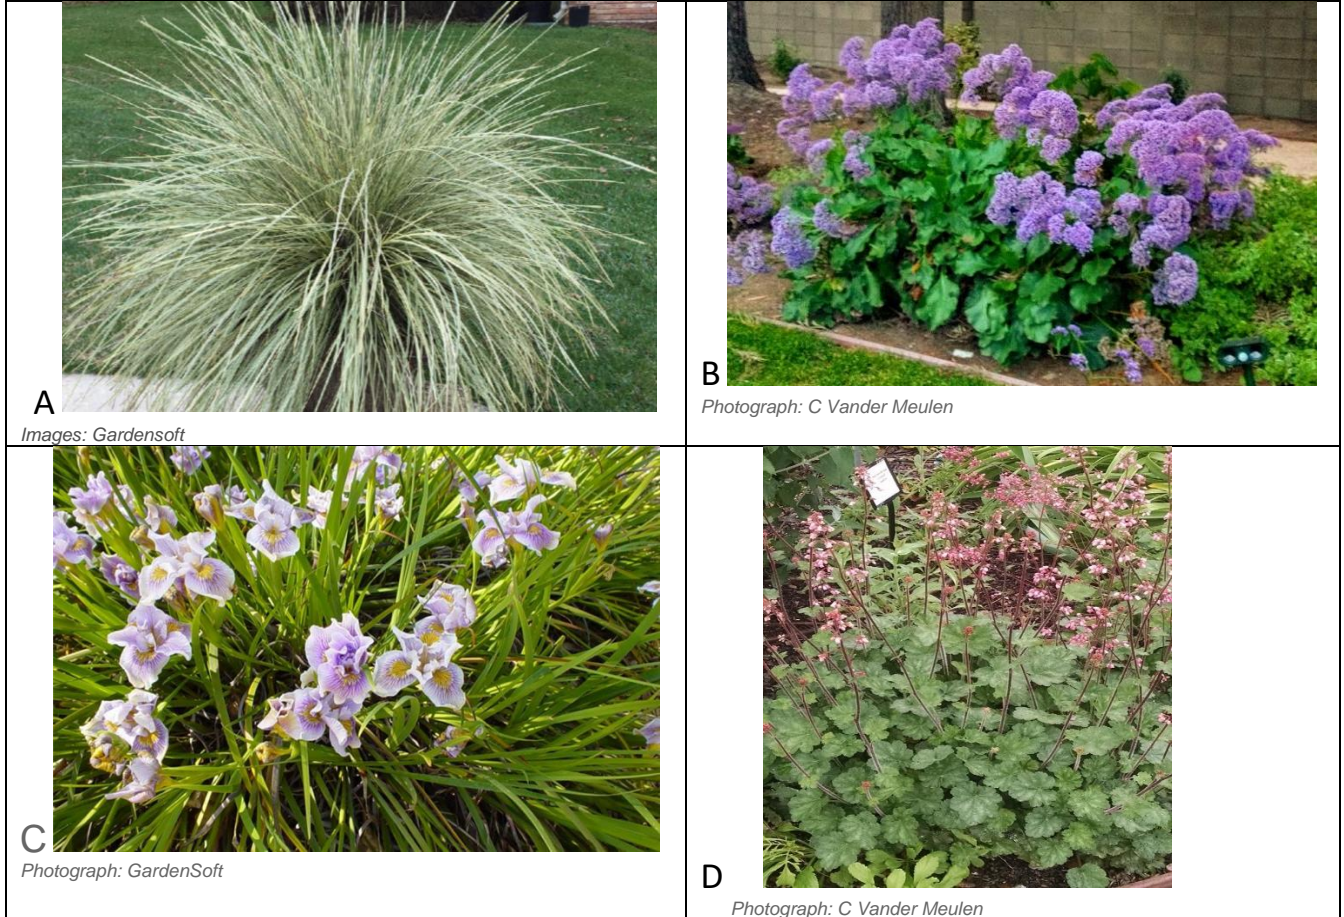 A
Images: Gardensoft
B
Photograph: C Vander Meulen
C
Photograph: GardenSoft
D
Photograph: C Vander Meulen